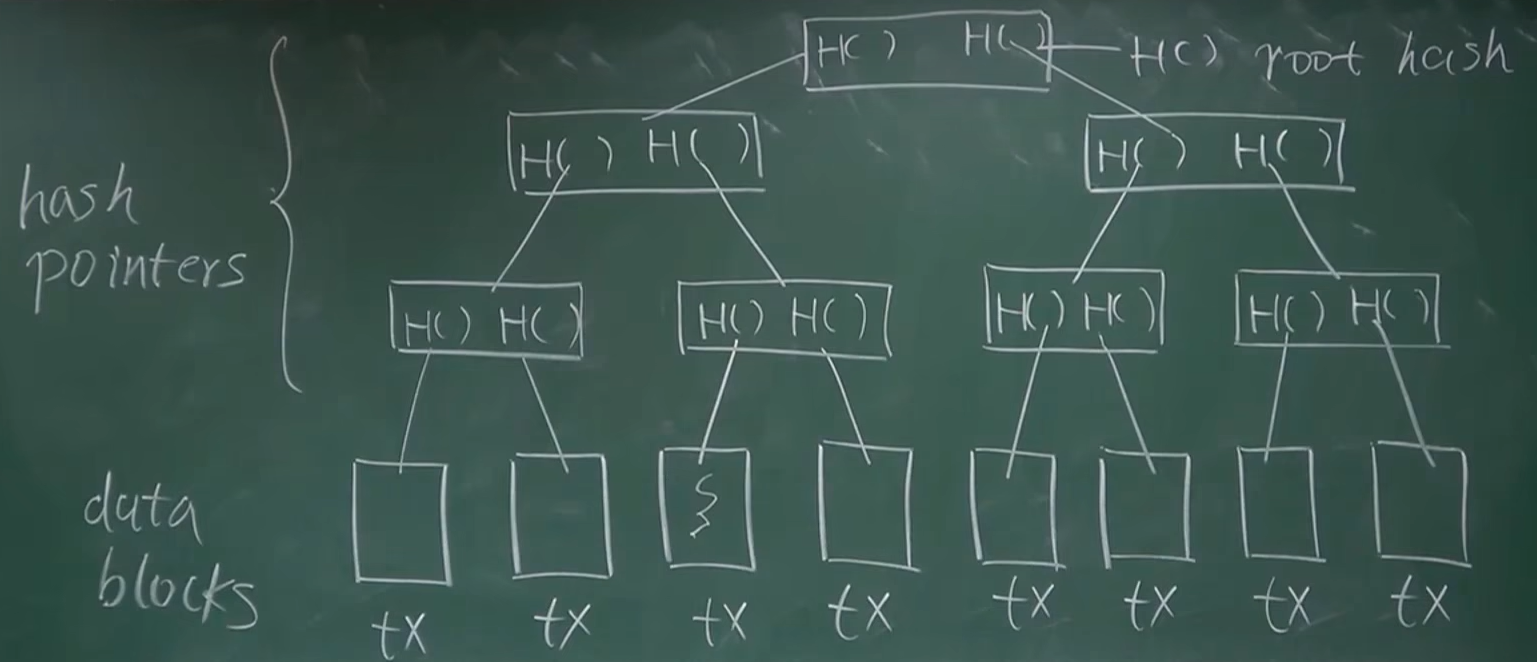 H( ) H( ) H( ) root hash
H( ) H( ) H( ) H( )
hash
pointers
H( ) H( ) H( ) H( ) H( ) H( ) H( ) H( )
data
blocks
tx tx tx tx tx tx tx tx